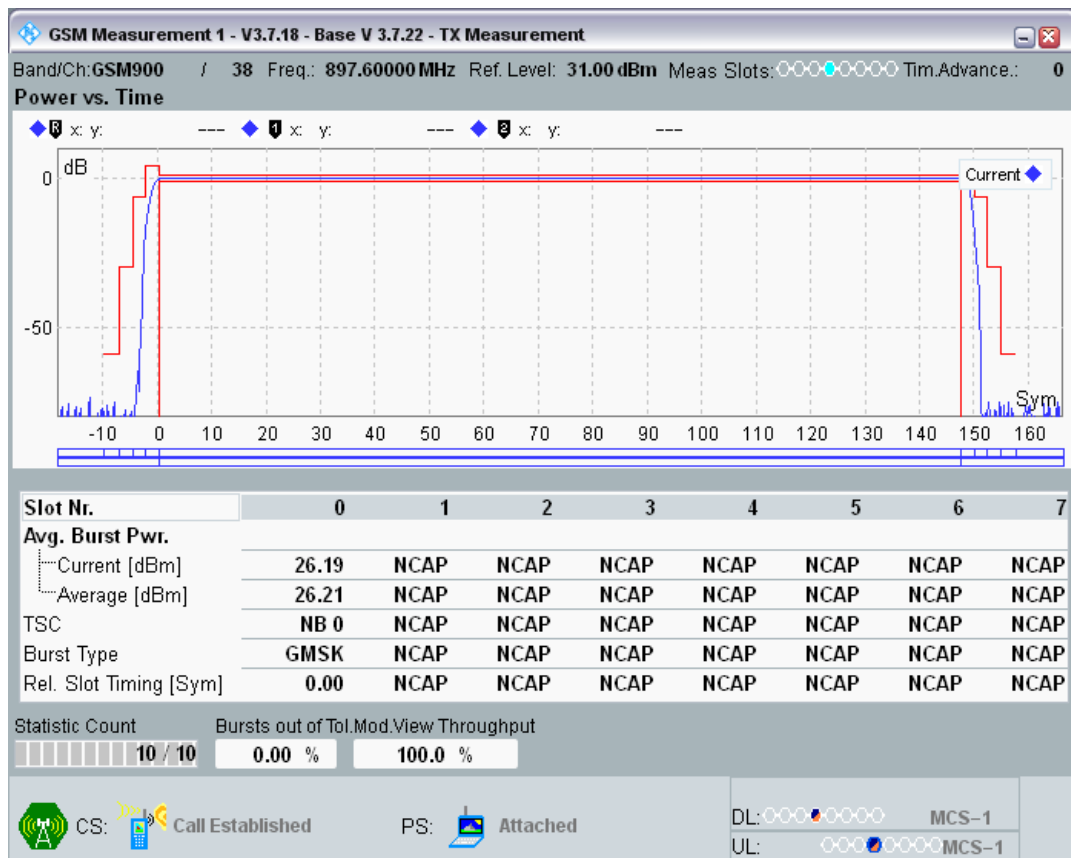 GSM Measurement 1 - V3.7.18 - Base V 3.7.22 - TX Measurement
Band/Ch:GSM900 / 38 Freq.: 897.60000 MHz Ref. Level: 31.00 dBm Meas Slots: Tim.Advance.: 0
Power vs. Time
R x: y: --- 1 x: y: --- 2 x: y: ---
dB
Current
0
-50
Sym
-10 0 10 20 30 40 50 60 70 80 90 100 110 120 130 140 150 160
Slot Nr. 0 1 2 3 4 5 6 7
Avg. Burst Pwr.
Current [dBm] 26.19 NCAP NCAP NCAP NCAP NCAP NCAP NCAP
Average [dBm] 26.21 NCAP NCAP NCAP NCAP NCAP NCAP NCAP
TSC NB 0 NCAP NCAP NCAP NCAP NCAP NCAP NCAP
Burst Type GMSK NCAP NCAP NCAP NCAP NCAP NCAP NCAP
Rel. Slot Timing [Sym] 0.00 NCAP NCAP NCAP NCAP NCAP NCAP NCAP
Statistic Count Bursts out of Tol.Mod.View Throughput
10 / 10 0.00 % 100.0 %
CS: Call Established PS: Attached DL: MCS-1
UL: MCS-1